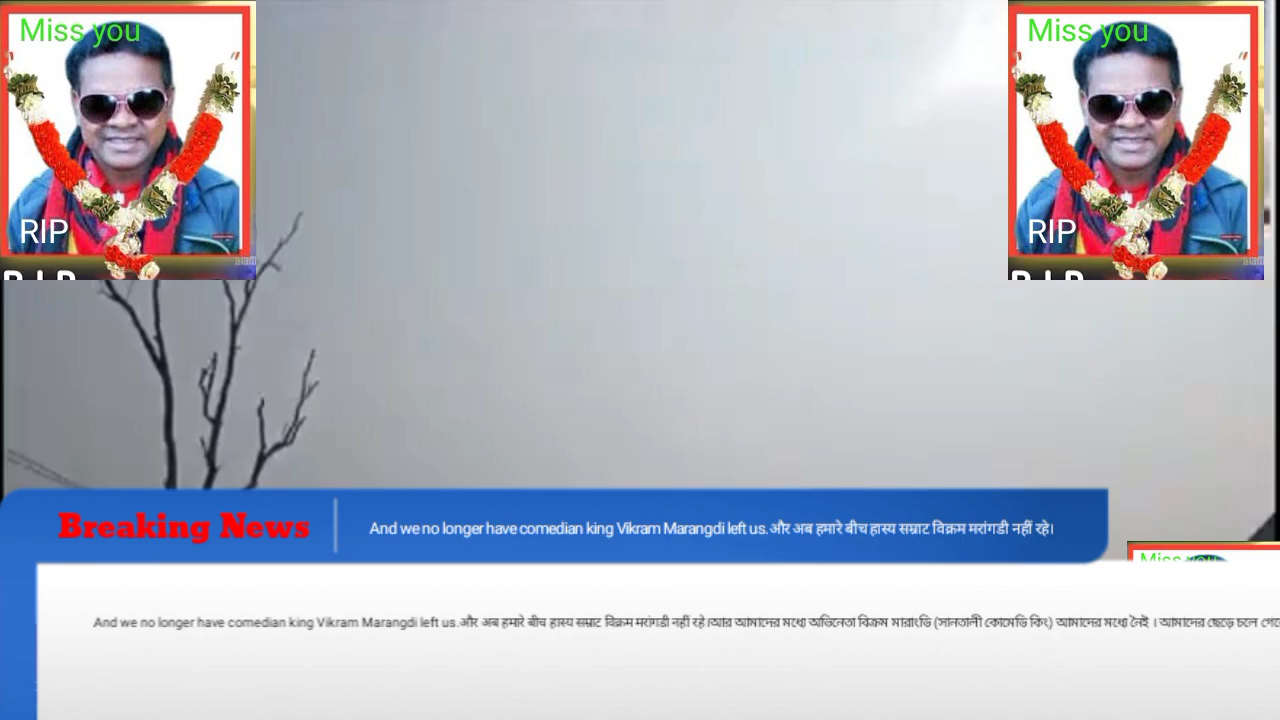 Miss you
RIP
R.I.P
Miss you
RIP
R.I.P
Breaking News
And we no longer have comedian king Vikram Marangdi left us.और अब हमारे बीच हास्य सम्राट विक्रम मरांगडी नहीं रहे।
Miss you
And we no longer have comedian king Vikram Marangdi left us.और अब हमारे बीच हास्य सम्राट विक्रम मरांगडी नहीं रहे।আর আমাদের মধ্যে অভিনেতা বিক্রম মারাংডি (সানতালী কোমেডি কিং) আমাদের মধ্যে নেই । আমাদের ছেড়ে চলে